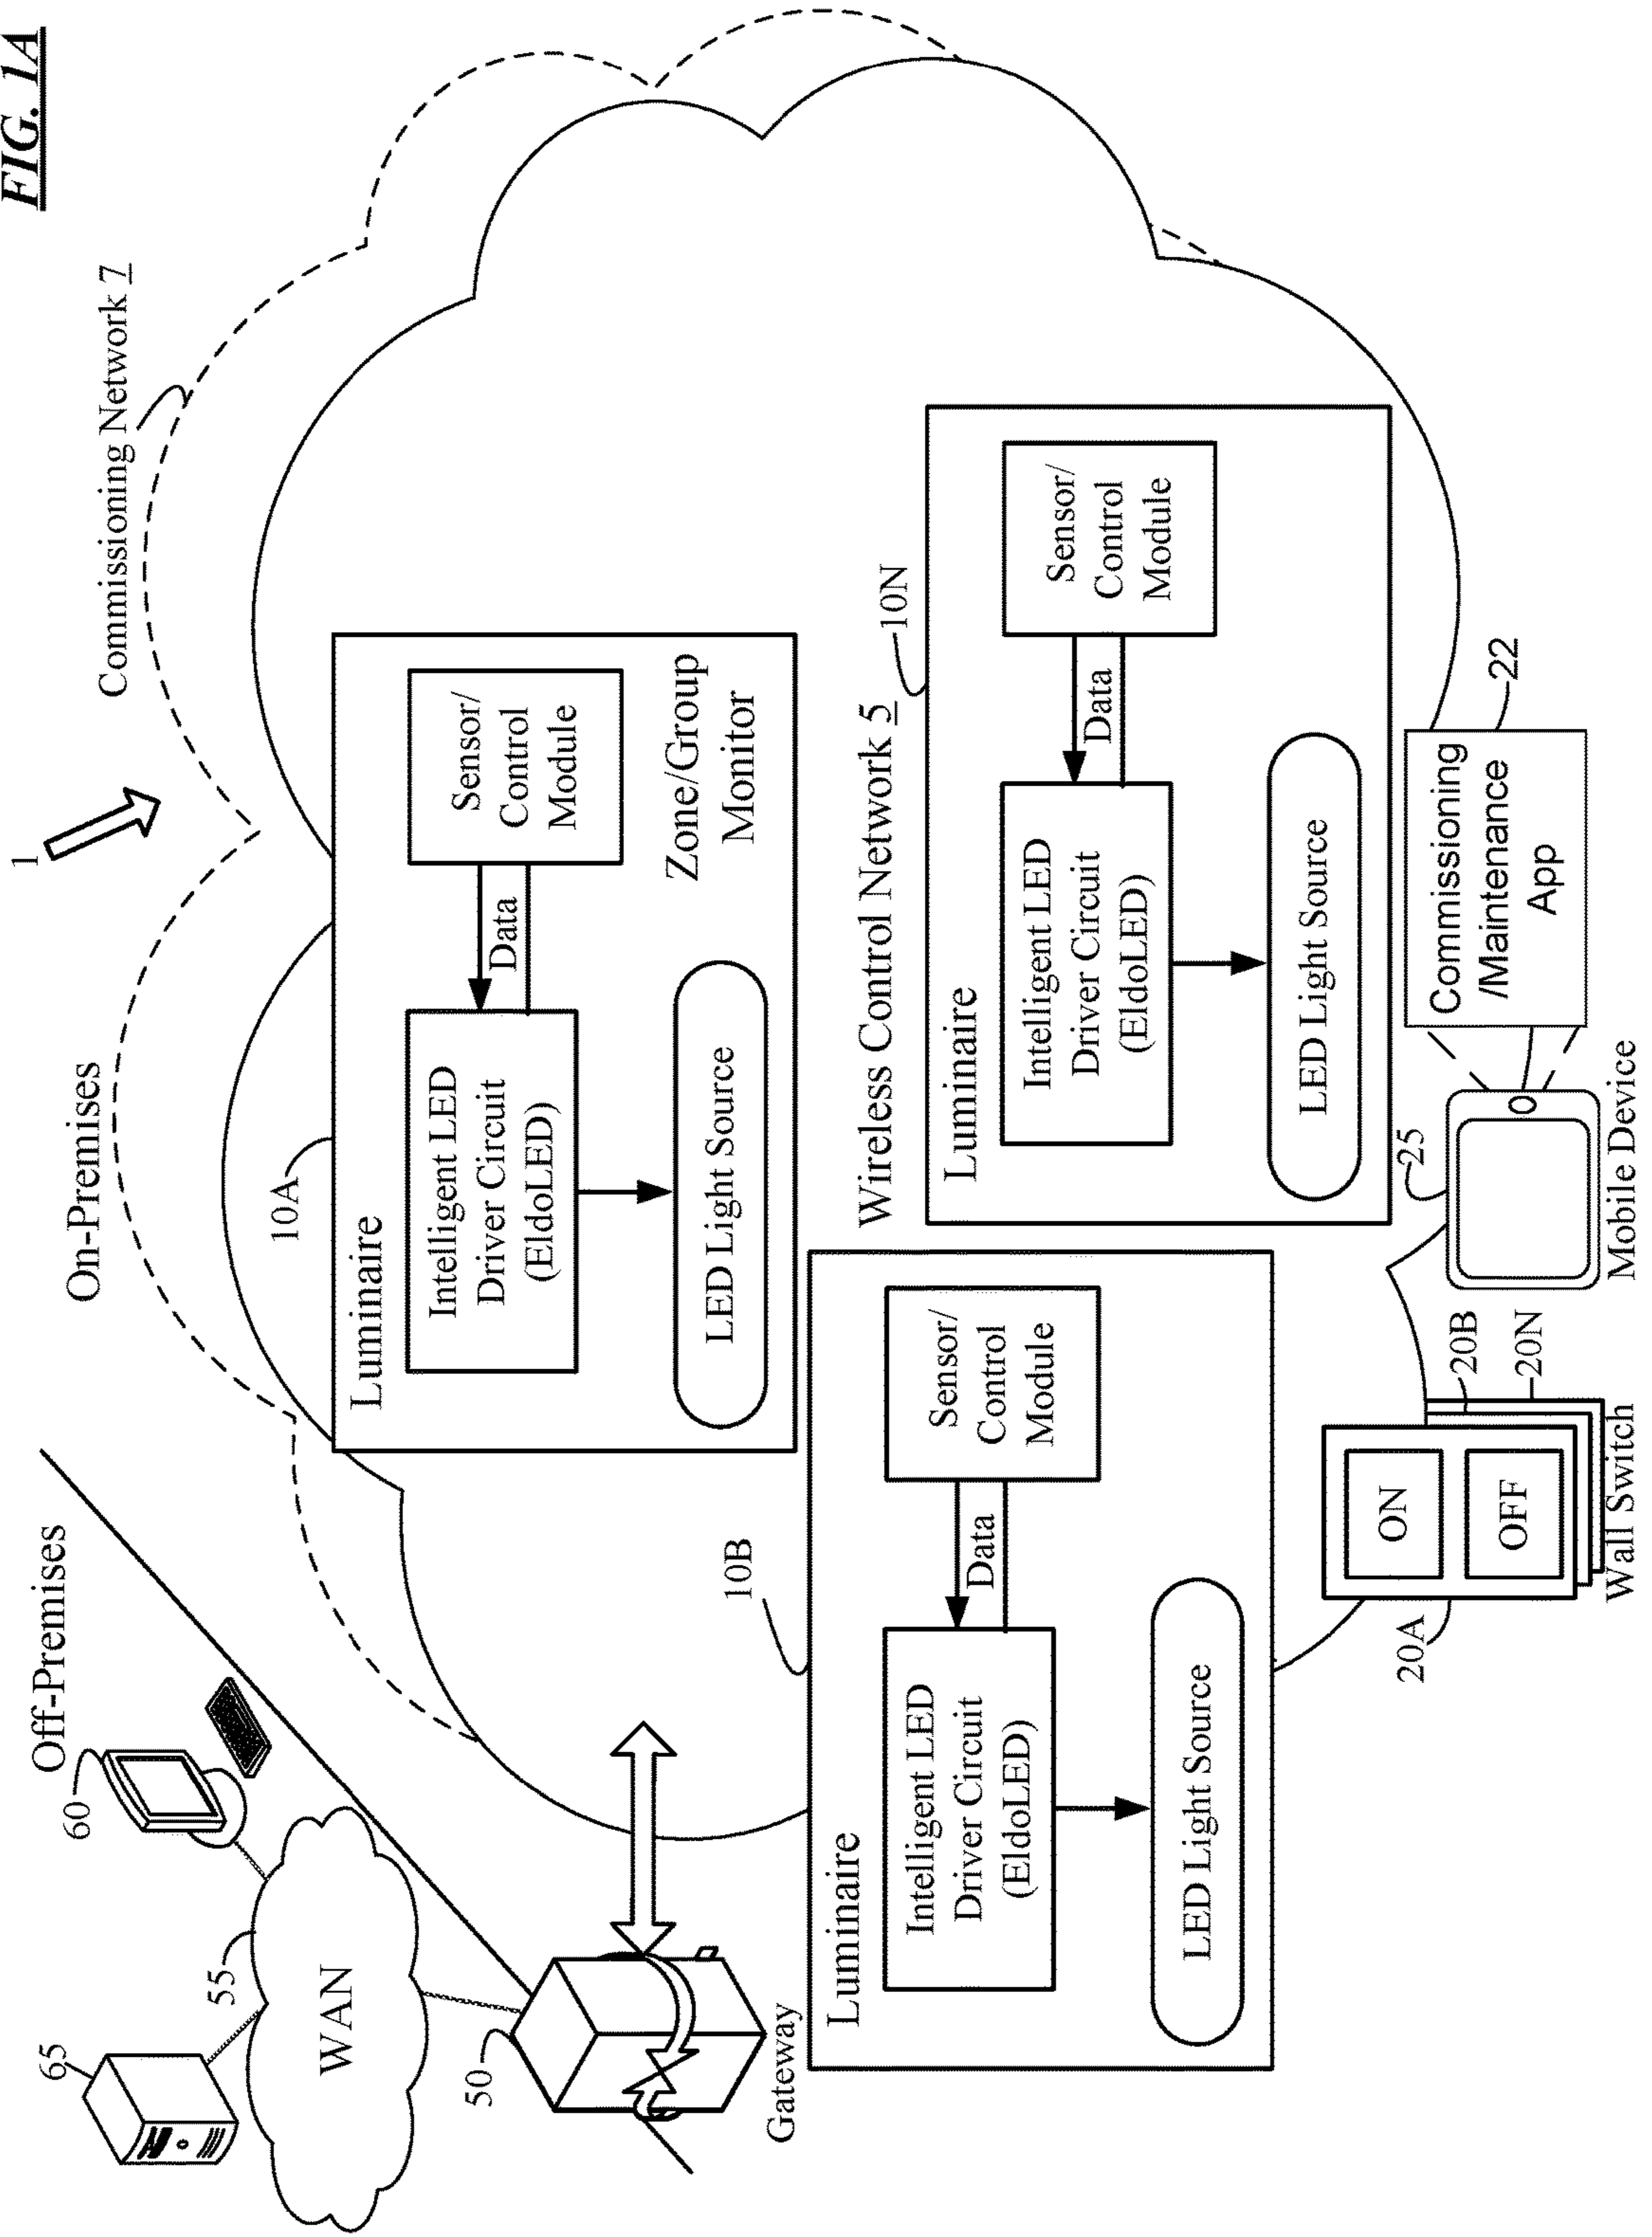 FIG. 1A
1
Off-Premises
On-Premises
Commissioning Network 7
65
60
55
WAN
50
Gateway
10A
Luminaire
Intelligent LED
Driver Circuit
(EldoLED)
Data
Sensor/
Control
Module
LED Light Source
Zone/Group
Monitor
Wireless Control Network 5
10B
Luminaire
Intelligent LED
Driver Circuit
(EldoLED)
Data
Sensor/
Control
Module
LED Light Source
10N
Luminaire
Intelligent LED
Driver Circuit
(EldoLED)
Data
Sensor/
Control
Module
LED Light Source
20A
ON
OFF
20B
20N
Wall Switch
25
Mobile Device
Commissioning
/Maintenance
App
22